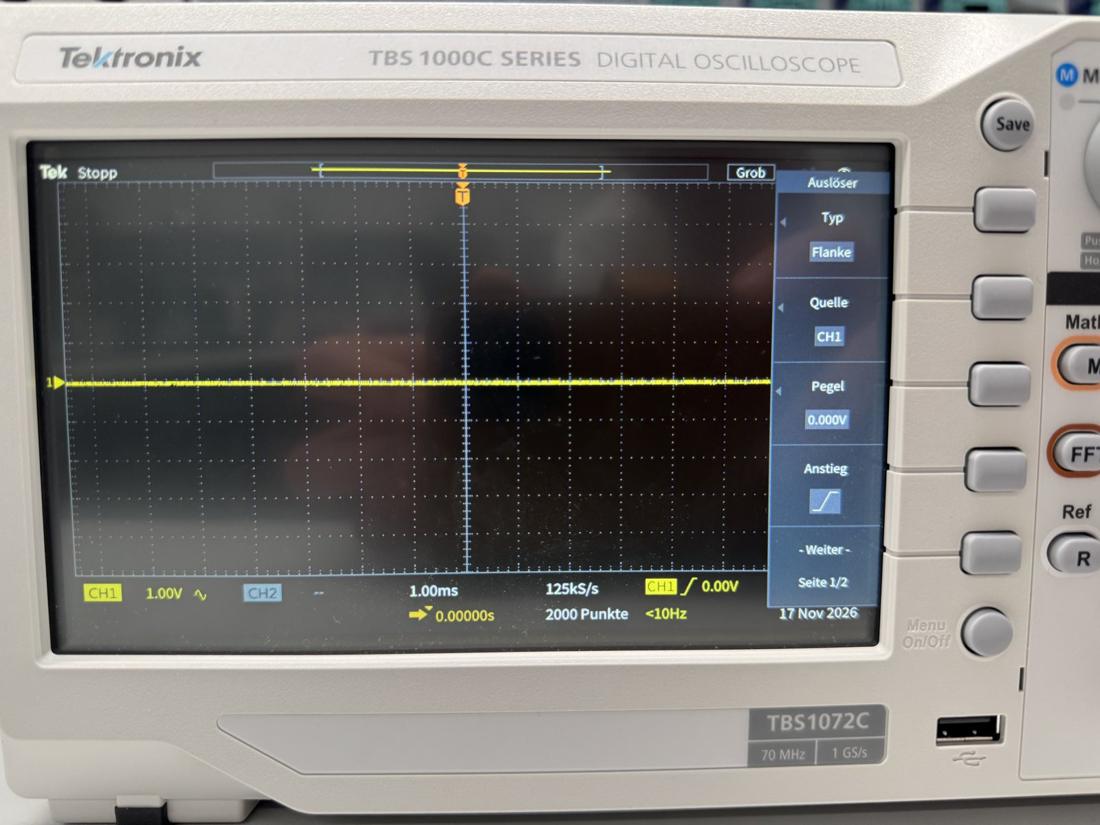 Tektronix
TBS 1000C SERIES DIGITAL OSCILLOSCOPE
M
Save
Tek Stopp
T
T
Grob
Auslöser
Typ
Flanke
Quelle
CH1
Pegel
0.000V
Anstieg
- Weiter -
Seite 1/2
1
CH1 1.00V CH2 -- 1.00ms 125kS/s CH1 0.00V
0.00000s 2000 Punkte <10Hz 17 Nov 2026
Math
M
FFT
Ref
R
Menu
On/Off
TBS1072C
70 MHz 1 GS/s